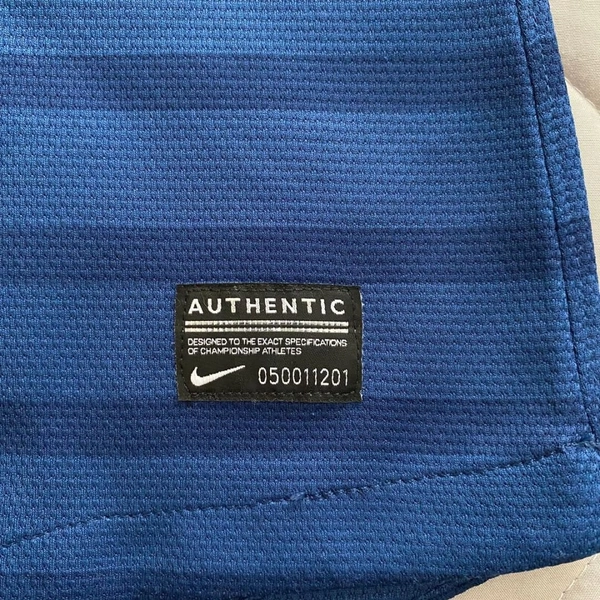 AUTHENTIC
DESIGNED TO THE EXACT SPECIFICATIONS
OF CHAMPIONSHIP ATHLETES
050011201